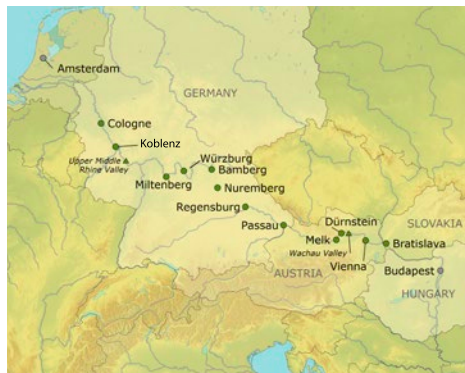 Amsterdam
GERMANY
Cologne
Koblenz
Upper Middle
Rhine Valley
Würzburg
Bamberg
Miltenberg
Nuremberg
Regensburg
Passau
Dürnstein
SLOVAKIA
Melk
Bratislava
Wachau Valley
Vienna
AUSTRIA
Budapest
HUNGARY